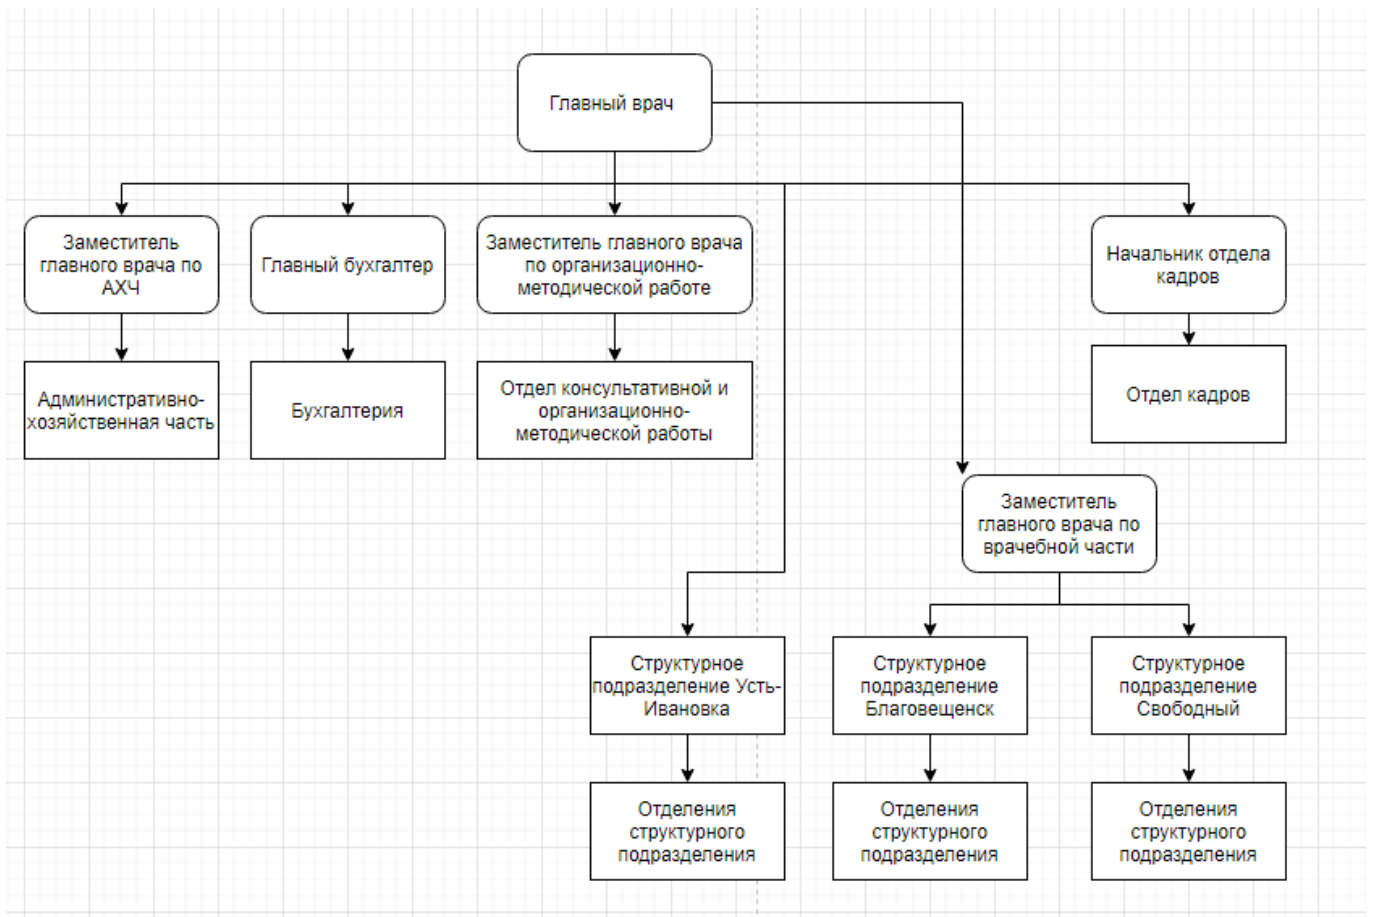 Главный врач
Заместитель
главного врача по
АХЧ
Главный бухгалтер
Заместитель главного врача
по организационно-
методической работе
Начальник отдела
кадров
Административно-
хозяйственная часть
Бухгалтерия
Отдел консультативной и
организационно-
методической работы
Отдел кадров
Заместитель
главного врача по
врачебной части
Структурное
подразделение Усть-
Ивановка
Структурное
подразделение
Благовещенск
Структурное
подразделение
Свободный
Отделения
структурного
подразделения
Отделения
структурного
подразделения
Отделения
структурного
подразделения